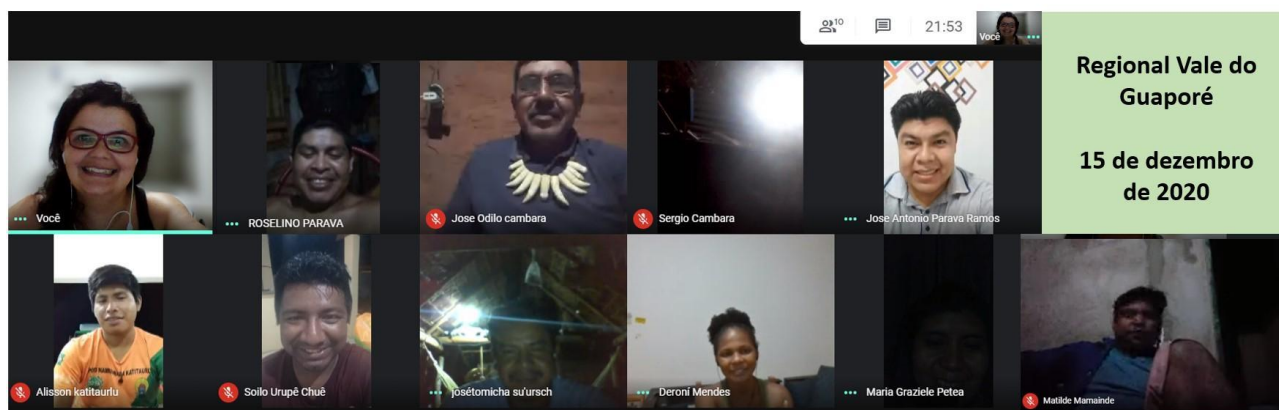 10
21:53
Você
Regional Vale do
Guaporé
15 de dezembro
de 2020
Você
ROSELINO PARAVA
Jose Odilo cambara
Sergio Cambara
Jose Antonio Parava Ramos
Alisson katitaurlu
Soilo Urupê Chuê
josétomicha su'ursch
Deroní Mendes
Maria Graziele Petea
Matilde Mamainde